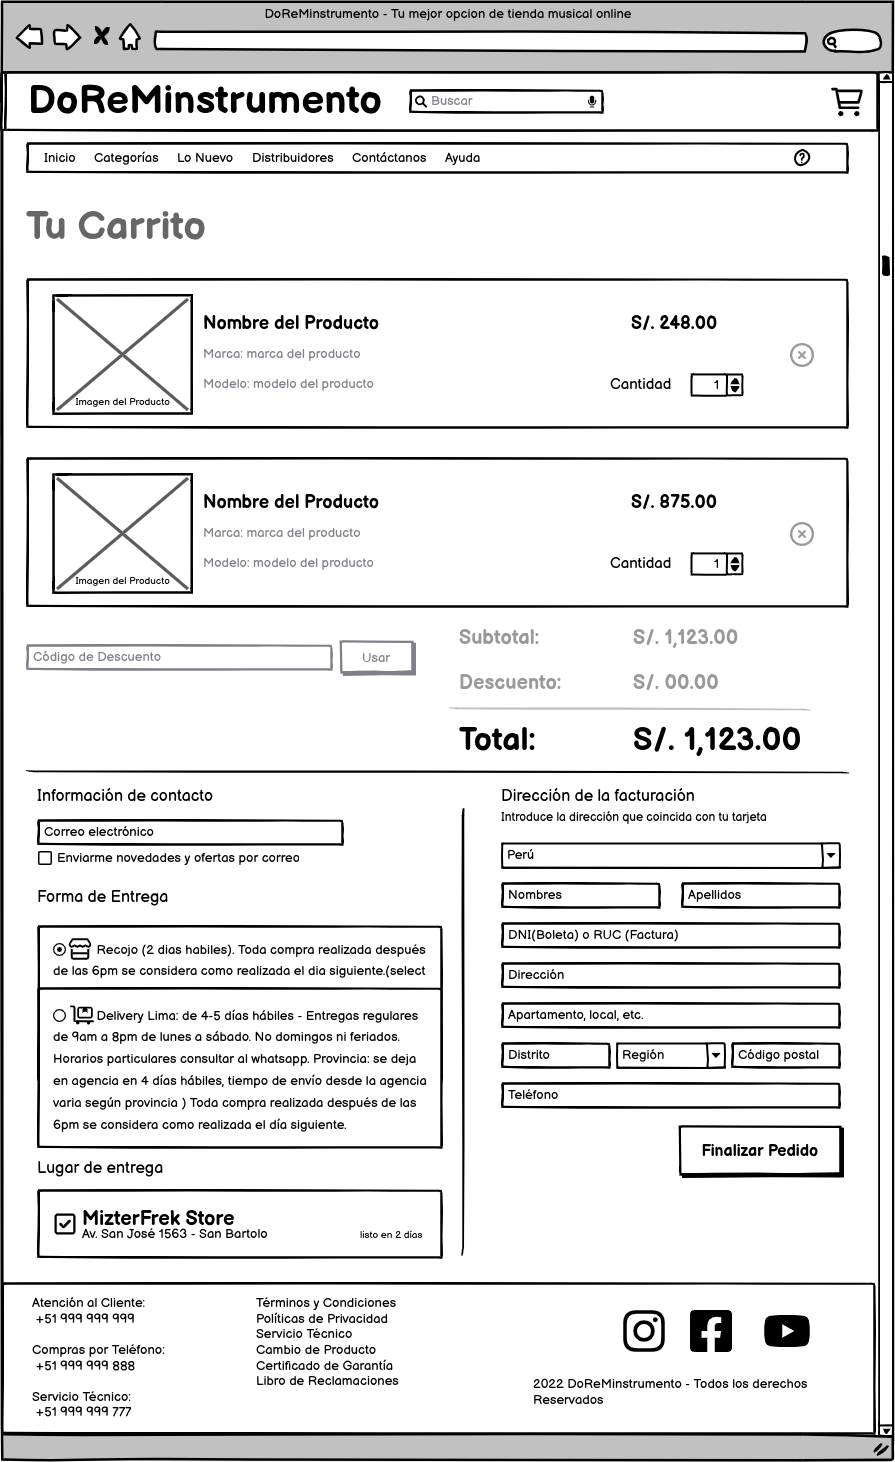 DoReMinstrumento - Tu mejor opcion de tienda musical online
DoReMinstrumento
Buscar
Inicio Categorías Lo Nuevo Distribuidores Contáctanos Ayuda
Tu Carrito
Nombre del Producto S/. 248.00
Marca: marca del producto
Modelo: modelo del producto Cantidad 1
Imagen del Producto
Nombre del Producto S/. 875.00
Marca: marca del producto
Modelo: modelo del producto Cantidad 1
Imagen del Producto
Subtotal: S/. 1,123.00
Código de Descuento Usar
Descuento: S/. 00.00
Total: S/. 1,123.00
Información de contacto
Correo electrónico
Enviarme novedades y ofertas por correo
Forma de Entrega
Recojo (2 dias habiles). Toda compra realizada después
de las 6pm se considera como realizada el dia siguiente.(select
Delivery Lima: de 4-5 días hábiles - Entregas regulares
de 9am a 8pm de lunes a sábado. No domingos ni feriados.
Horarios particulares consultar al whatsapp. Provincia: se deja
en agencia en 4 días hábiles, tiempo de envío desde la agencia
varia según provincia ) Toda compra realizada después de las
6pm se considera como realizada el día siguiente.
Lugar de entrega
MizterFrek Store
Av. San José 1563 - San Bartolo listo en 2 días
Dirección de la facturación
Introduce la dirección que coincida con tu tarjeta
Perú
Nombres Apellidos
DNI(Boleta) o RUC (Factura)
Dirección
Apartamento, local, etc.
Distrito Región Código postal
Teléfono
Finalizar Pedido
Atención al Cliente:
+51 999 999 999
Compras por Teléfono:
+51 999 999 888
Servicio Técnico:
+51 999 999 777
Términos y Condiciones
Políticas de Privacidad
Servicio Técnico
Cambio de Producto
Certificado de Garantía
Libro de Reclamaciones
2022 DoReMinstrumento - Todos los derechos
Reservados